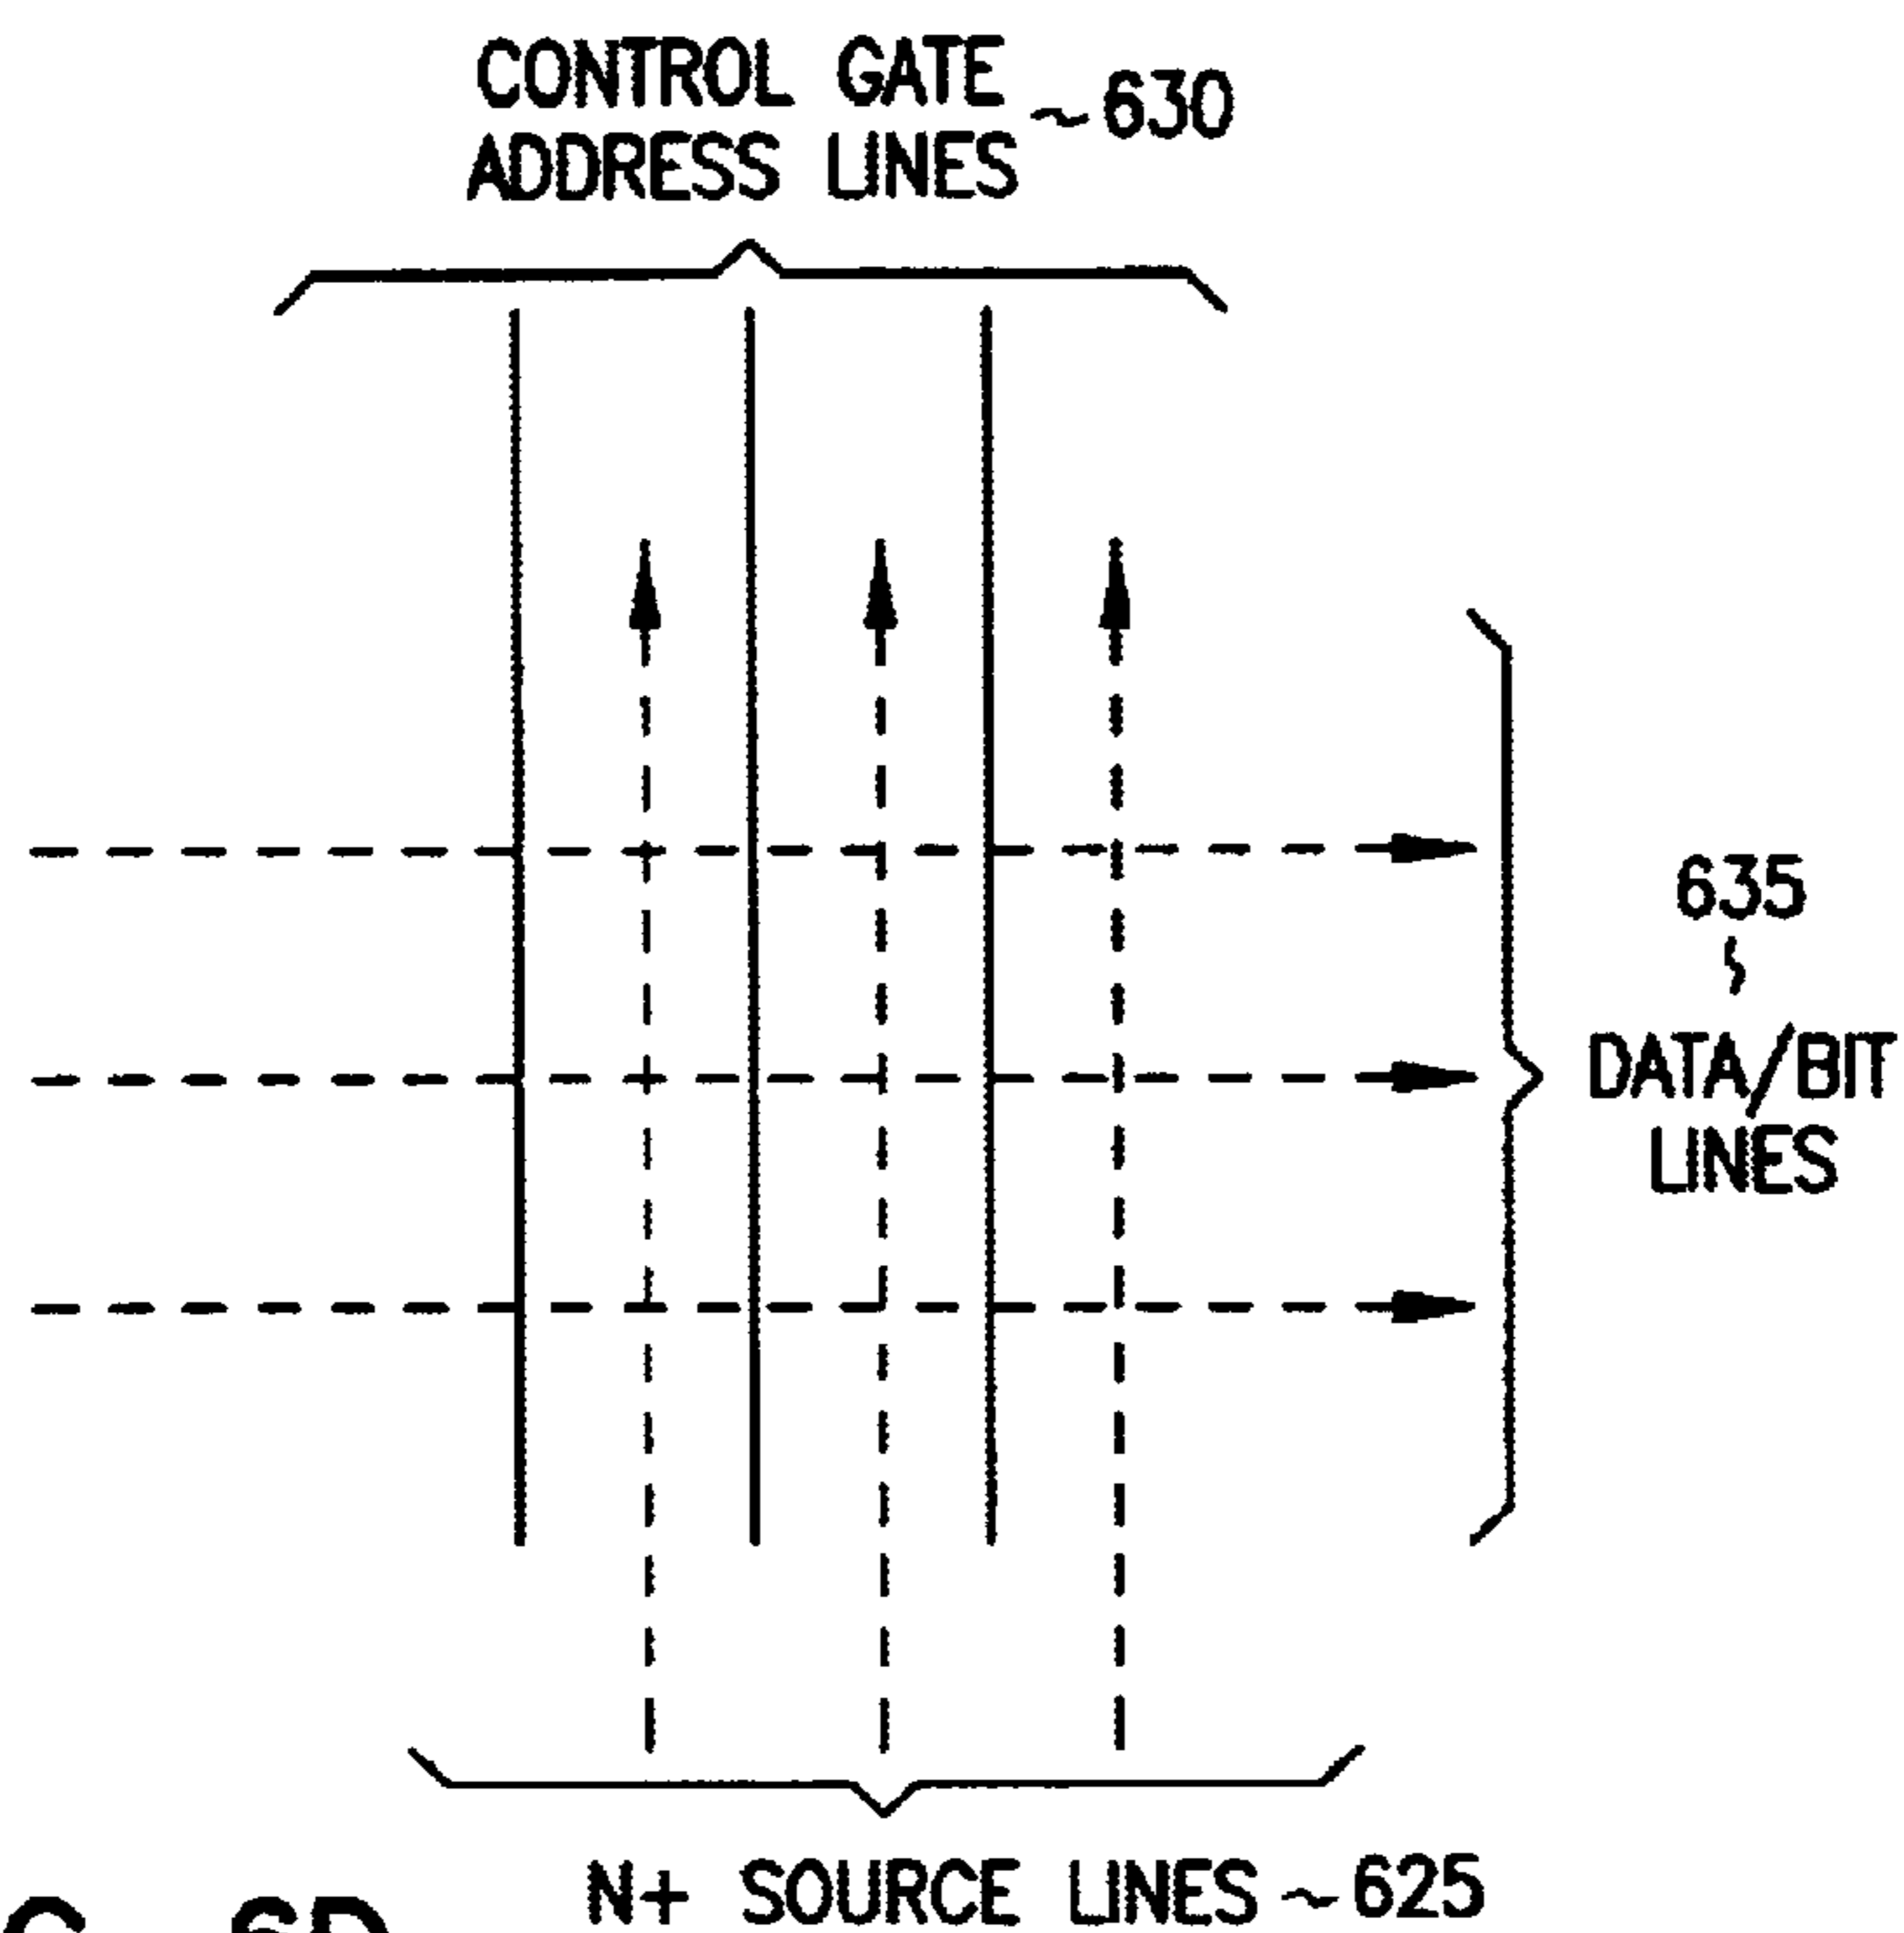 CONTROL GATE
ADDRESS LINES ~630
635
DATA/BIT
LINES
N+ SOURCE LINES ~625